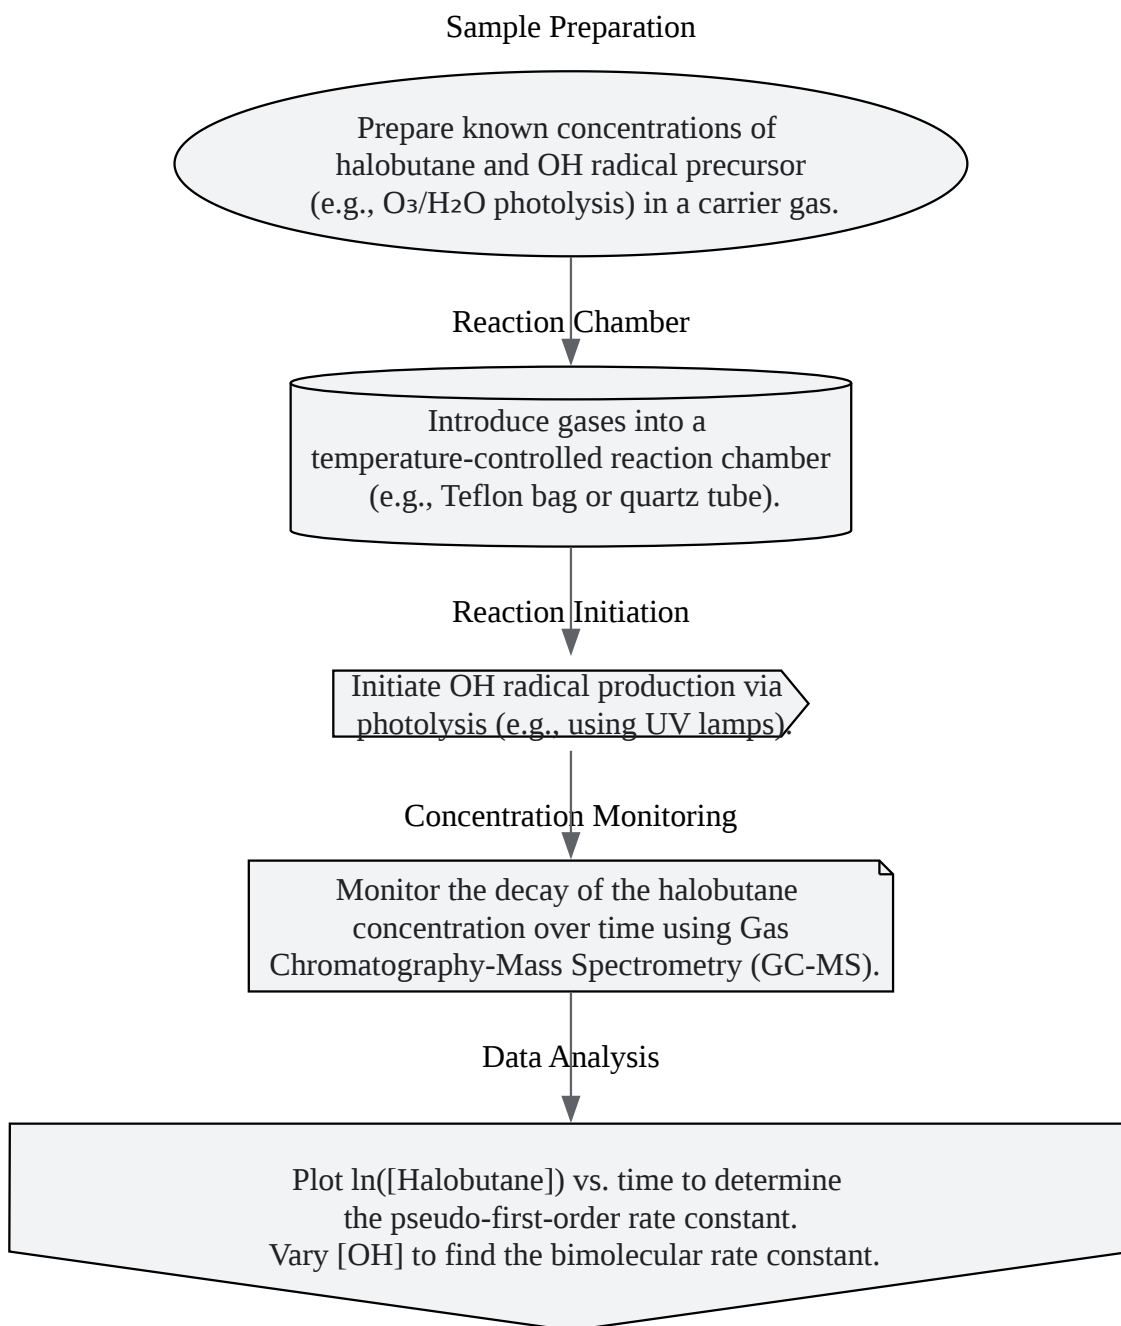 Sample Preparation
Prepare known concentrations of
halobutane and OH radical precursor
(e.g., O₃/H₂O photolysis) in a carrier gas.
Reaction Chamber
Introduce gases into a
temperature-controlled reaction chamber
(e.g., Teflon bag or quartz tube).
Reaction Initiation
Initiate OH radical production via
photolysis (e.g., using UV lamps).
Concentration Monitoring
Monitor the decay of the halobutane
concentration over time using Gas
Chromatography-Mass Spectrometry (GC-MS).
Data Analysis
Plot ln([Halobutane]) vs. time to determine
the pseudo-first-order rate constant.
Vary [OH] to find the bimolecular rate constant.